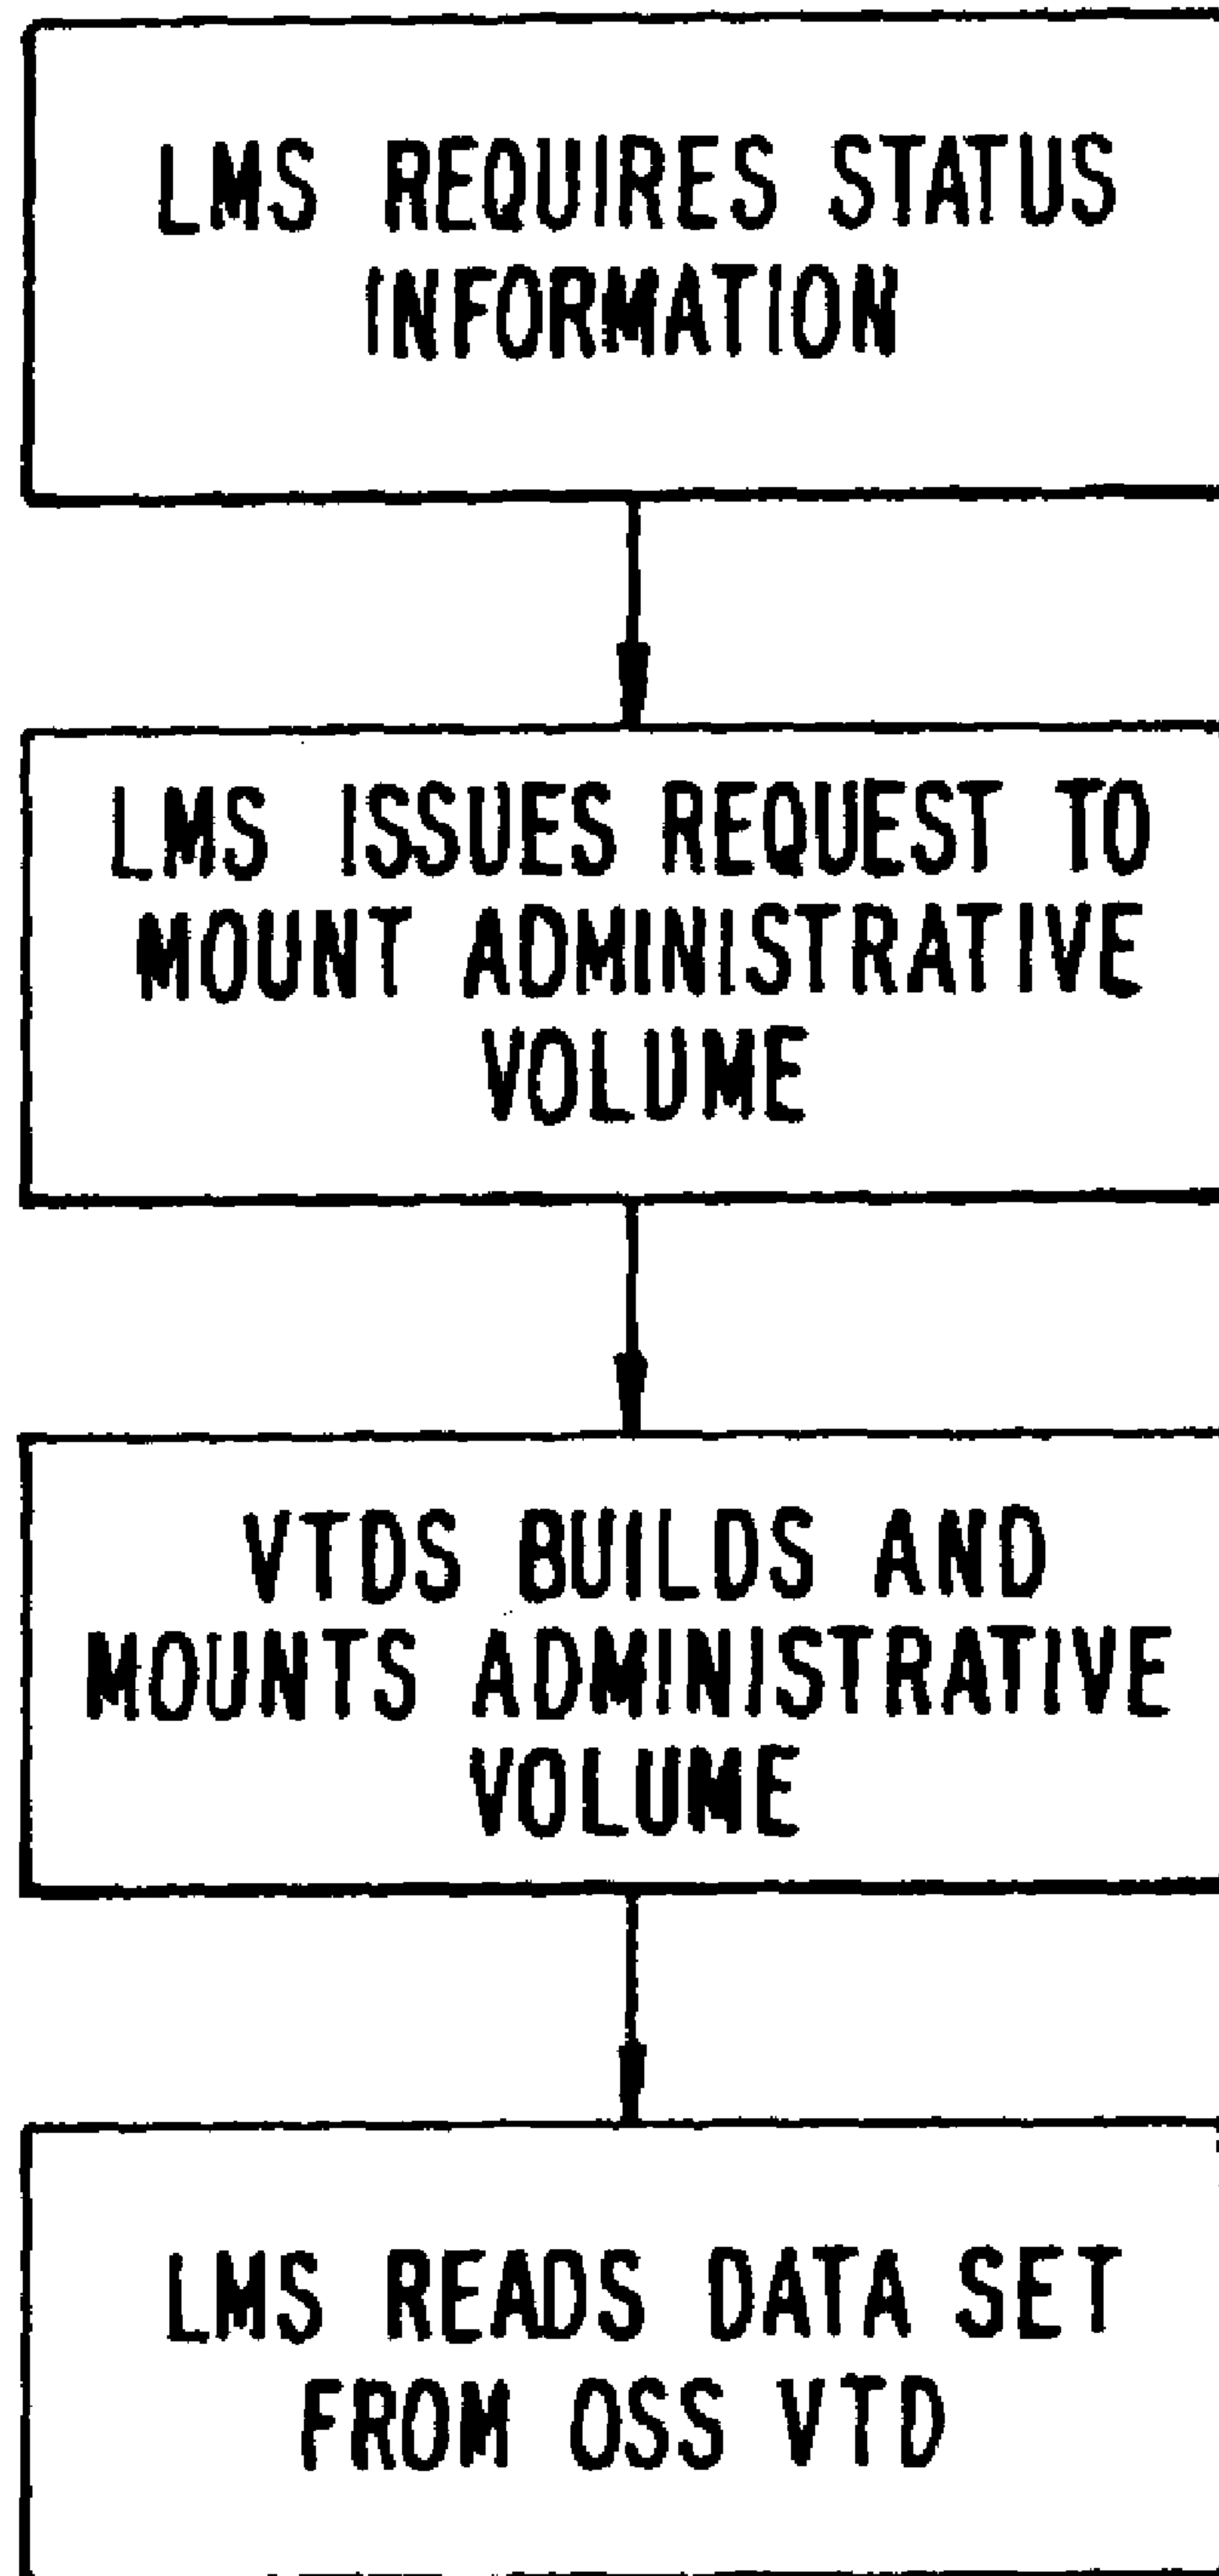 LMS REQUIRES STATUS
INFORMATION
LMS ISSUES REQUEST TO
MOUNT ADMINISTRATIVE
VOLUME
VTDS BUILDS AND
MOUNTS ADMINISTRATIVE
VOLUME
LMS READS DATA SET
FROM OSS VTD